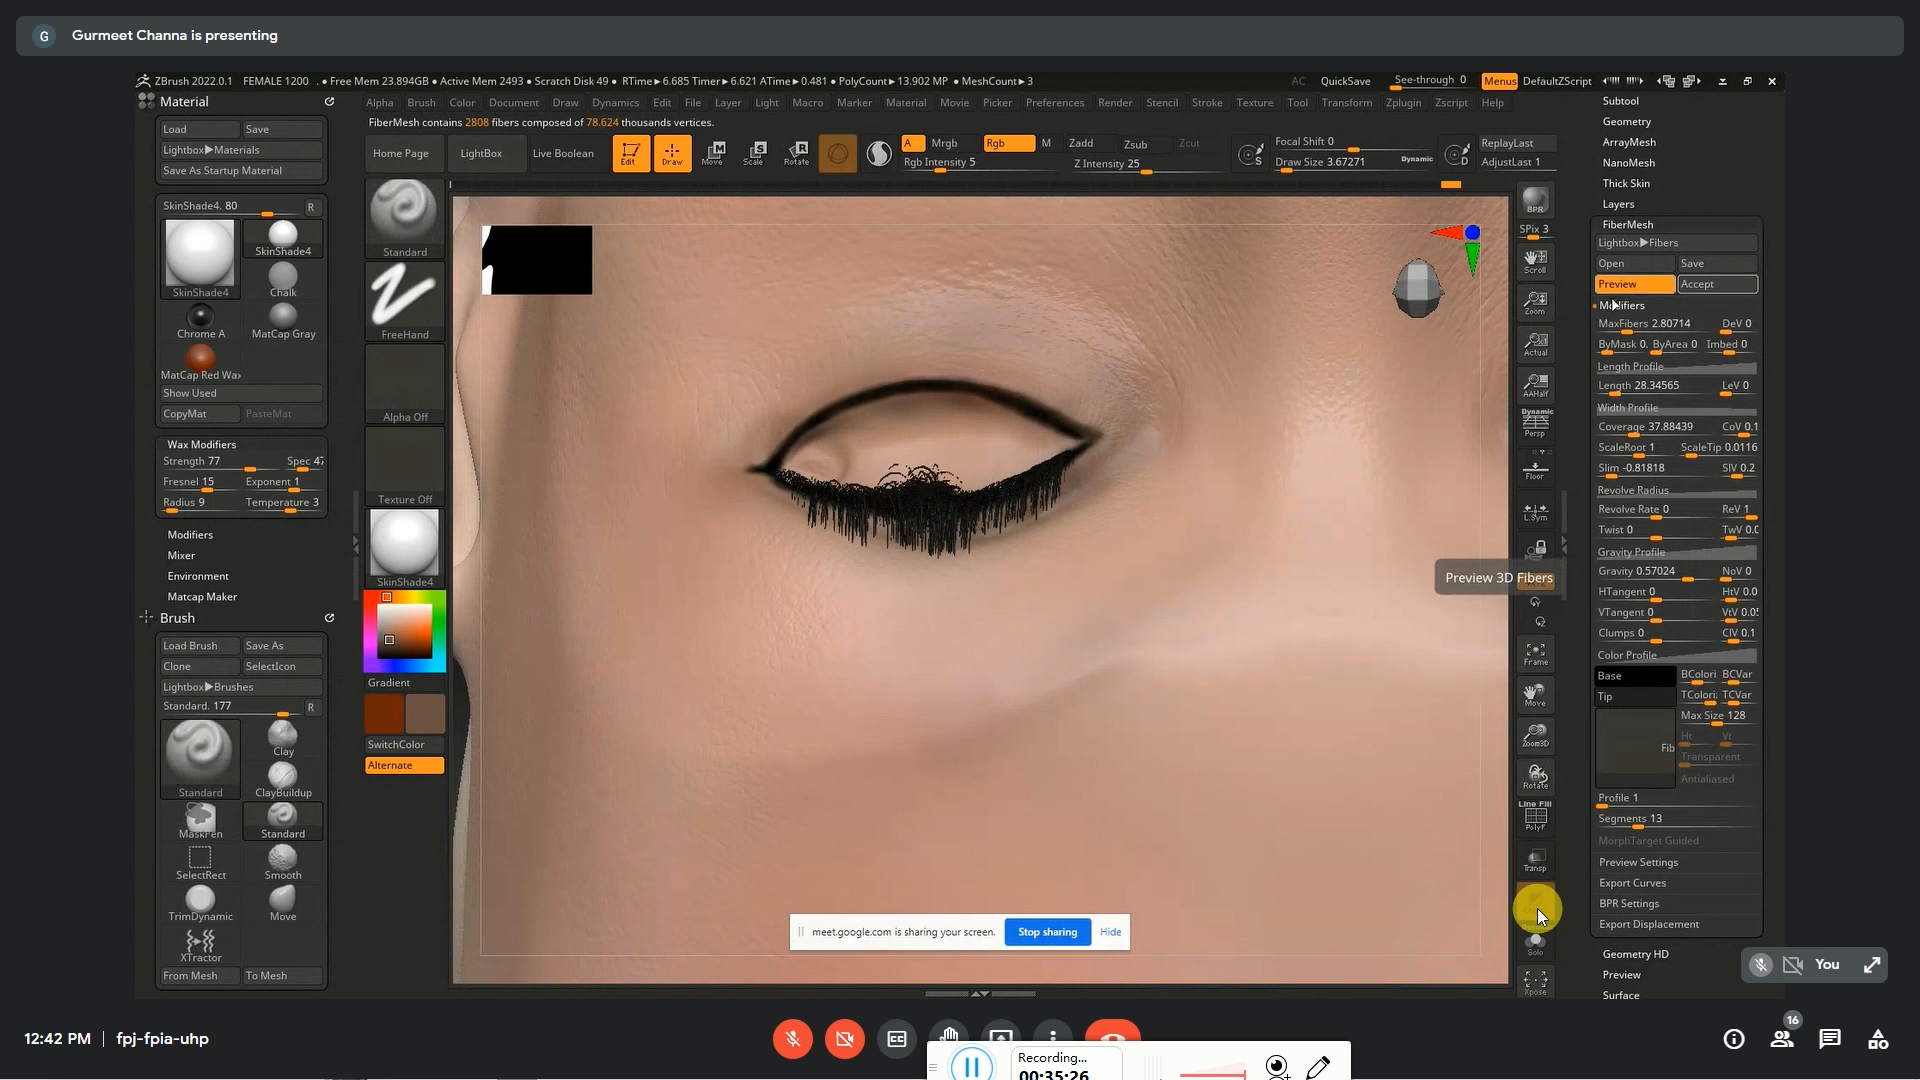 G Gurmeet Channa is presenting
ZBrush 2022.0.1 FEMALE 1200 . • Free Mem 23.894GB • Active Mem 2493 • Scratch Disk 49 • RTime▶6.685 Timer▶6.621 ATime▶0.481 • PolyCount▶13.902 MP • MeshCount▶3
AC QuickSave See-through 0 Menus DefaultZScript
Material
Alpha Brush Color Document Draw Dynamics Edit File Layer Light Macro Marker Material Movie Picker Preferences Render Stencil Stroke Texture Tool Transform Zplugin Zscript Help
FiberMesh contains 2808 fibers composed of 78.624 thousands vertices.
Home Page LightBox Live Boolean Edit Draw Move Scale Rotate
A Mrgb Rgb M Zadd Zsub Zcut
Rgb Intensity 5 Z Intensity 25
Focal Shift 0
Draw Size 3.67271 Dynamic
ReplayLast
AdjustLast 1
Load Save
Lightbox▶Materials
Save As Startup Material
SkinShade4. 80 R
SkinShade4 SkinShade4
Chalk
Chrome A MatCap Gray
MatCap Red Wax
Show Used
CopyMat PasteMat
Wax Modifiers
Strength 77 Spec 47
Fresnel 15 Exponent 1
Radius 9 Temperature 3
Modifiers
Mixer
Environment
Matcap Maker
Brush
Load Brush Save As
Clone SelectIcon
Lightbox▶Brushes
Standard. 177 R
Standard Clay
ClayBuildup
MaskPen Standard
SelectRect Smooth
TrimDynamic Move
XTractor
From Mesh To Mesh
Standard
FreeHand
Alpha Off
Texture Off
SkinShade4
Gradient
SwitchColor
Alternate
BPR
SPix 3
Scroll
Zoom
Actual
AAHalf
Dynamic
Persp
Floor
L.Sym
Preview 3D Fibers
Frame
Move
Zoom3D
Rotate
Line Fill
PolyF
Transp
Solo
Xpose
Subtool
Geometry
ArrayMesh
NanoMesh
Thick Skin
Layers
FiberMesh
Lightbox▶Fibers
Open Save
Preview Accept
Modifiers
MaxFibers 2.80714 DeV 0
ByMask 0. ByArea 0 Imbed 0
Length Profile
Length 28.34565 LeV 0
Width Profile
Coverage 37.88439 CoV 0.1
ScaleRoot 1 ScaleTip 0.0116
Slim -0.81818 SlV 0.2
Revolve Radius
Revolve Rate 0 ReV 1
Twist 0 TwV 0.0
Gravity Profile
Gravity 0.57024 NoV 0
HTangent 0 HtV 0.0
VTangent 0 VtV 0.05
Clumps 0 ClV 0.1
Color Profile
Base BColori BCVar
Tip TColori: TCVar
Max Size 128
Fib Ht Vt
Transparent
Antialiased
Profile 1
Segments 13
MorphTarget Guided
Preview Settings
Export Curves
BPR Settings
Export Displacement
Geometry HD
Preview
Surface
meet.google.com is sharing your screen. Stop sharing Hide
You
12:42 PM | fpj-fpia-uhp
16
Recording...
00:35:26